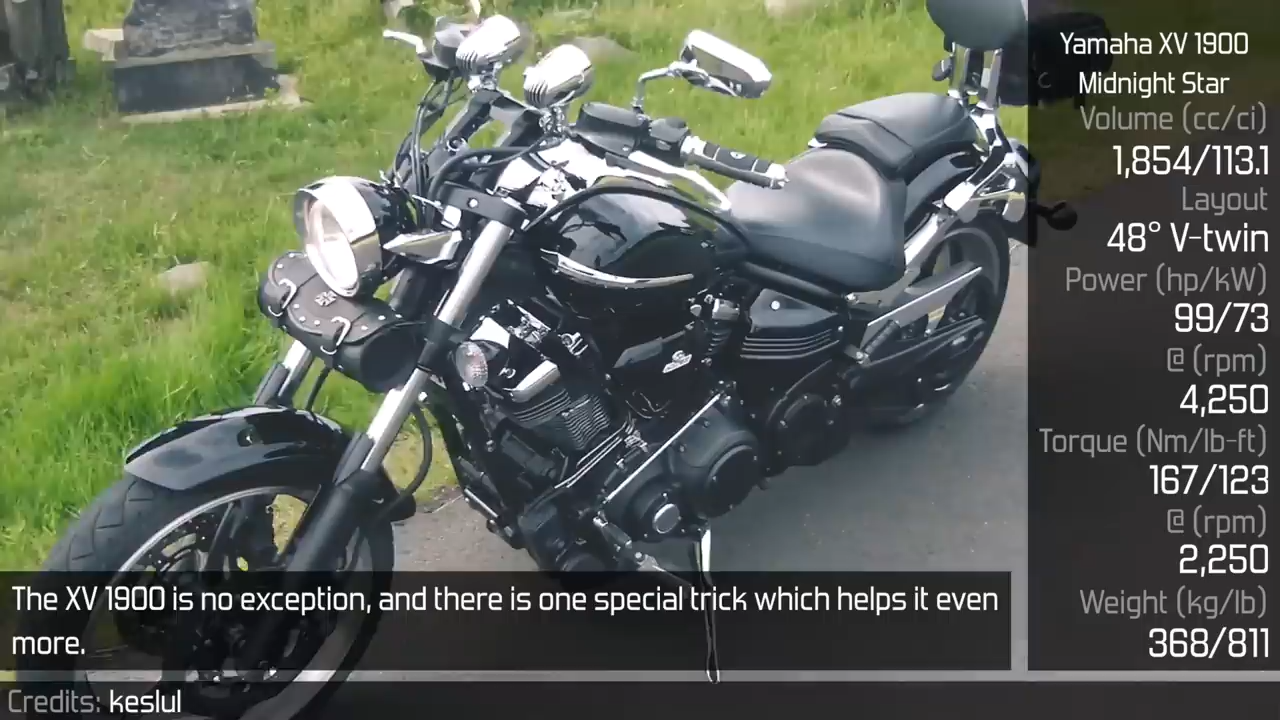 Yamaha XV 1900
Midnight Star
Volume (cc/ci)
1,854/113.1
Layout
48° V-twin
Power (hp/kW)
99/73
@ (rpm)
4,250
Torque (Nm/lb-ft)
167/123
@ (rpm)
2,250
Weight (kg/lb)
368/811
The XV 1900 is no exception, and there is one special trick which helps it even
more.
Credits: keslul